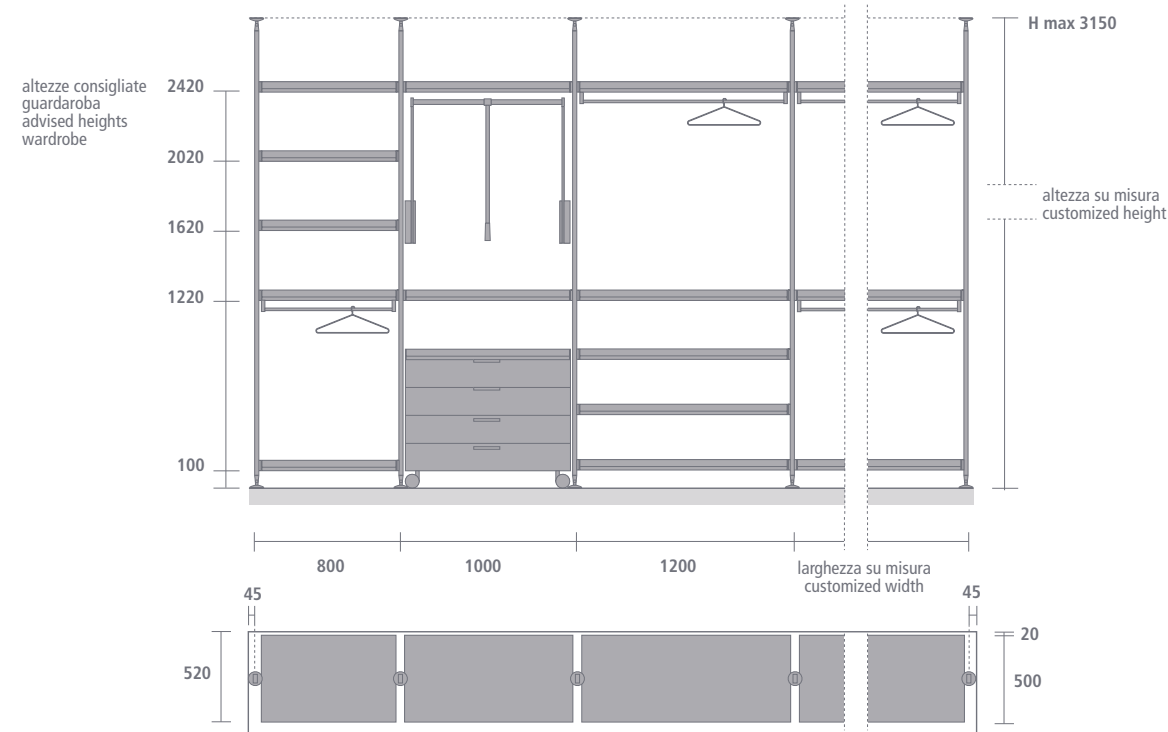 H max 3150
altezze consigliate
guardaroba
advised heights
wardrobe
2420
2020
1620
1220
100
altezza su misura
customized height
800
1000
1200
larghezza su misura
customized width
45
45
520
20
500